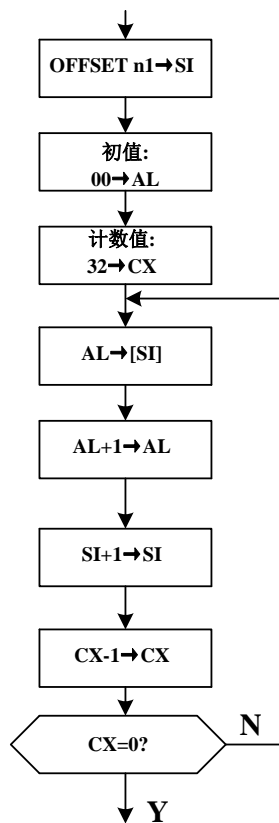 OFFSET n1→SI
初值:
00→AL
计数值:
32→CX
AL→[SI]
AL+1→AL
SI+1→SI
CX-1→CX
CX=0?
N
Y